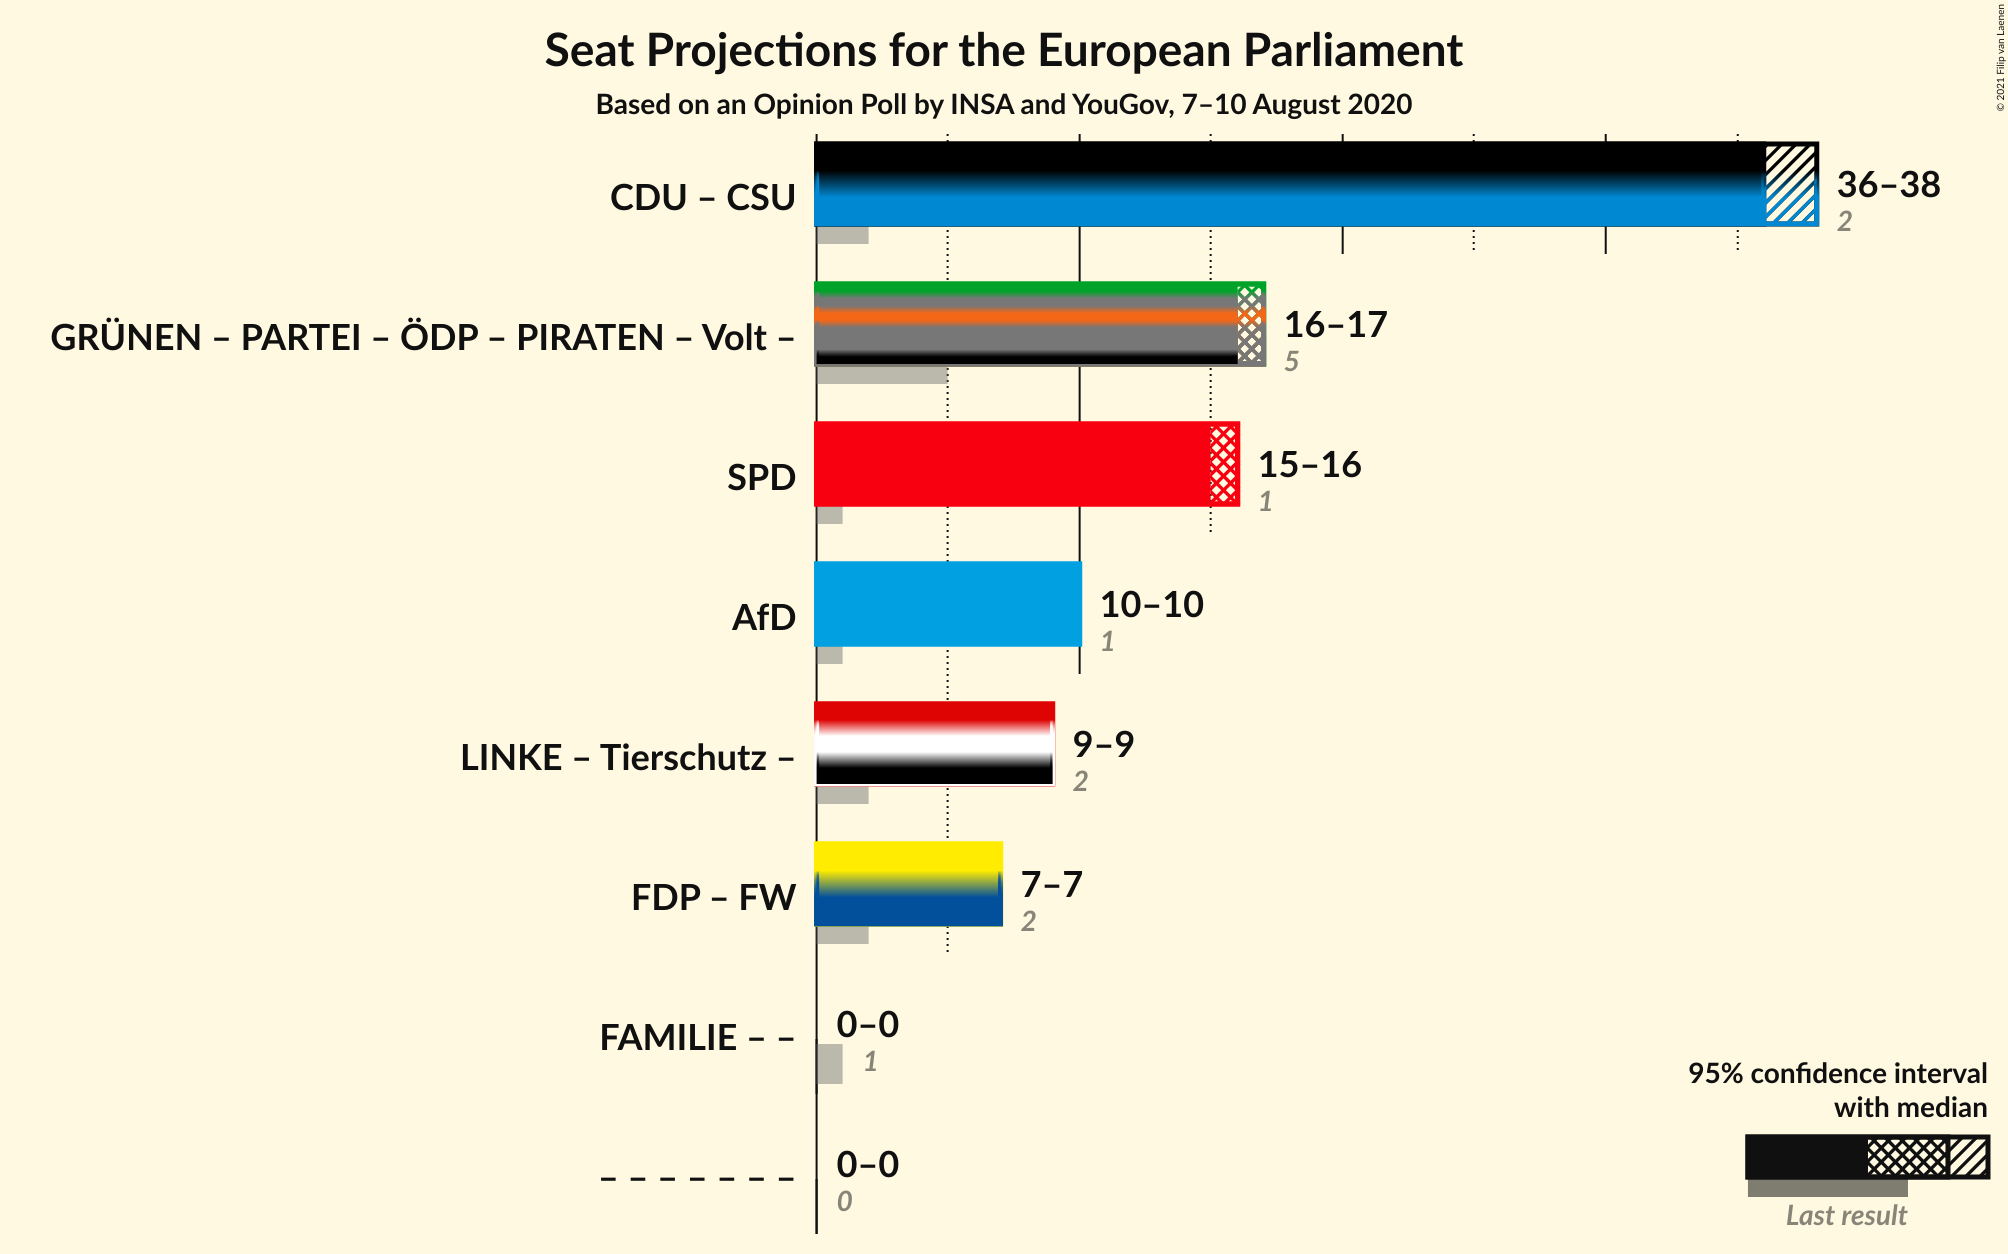 Seat Projections for the European Parliament
Based on an Opinion Poll by INSA and YouGov, 7–10 August 2020
© 2021 Filip van Laenen
CDU – CSU
36–38
2
GRÜNEN – PARTEI – ÖDP – PIRATEN – Volt –
16–17
5
SPD
15–16
1
AfD
10–10
1
LINKE – Tierschutz –
9–9
2
FDP – FW
7–7
2
FAMILIE – –
0–0
1
– – – – – – –
0–0
0
95% confidence interval
with median
Last result